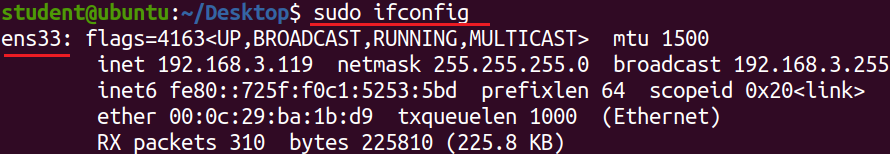 student@ubuntu:~/Desktop$ sudo ifconfig
ens33: flags=4163<UP,BROADCAST,RUNNING,MULTICAST>  mtu 1500
        inet 192.168.3.119  netmask 255.255.255.0  broadcast 192.168.3.255
        inet6 fe80::725f:f0c1:5253:5bd  prefixlen 64  scopeid 0x20<link>
        ether 00:0c:29:ba:1b:d9  txqueuelen 1000  (Ethernet)
        RX packets 310  bytes 225810 (225.8 KB)